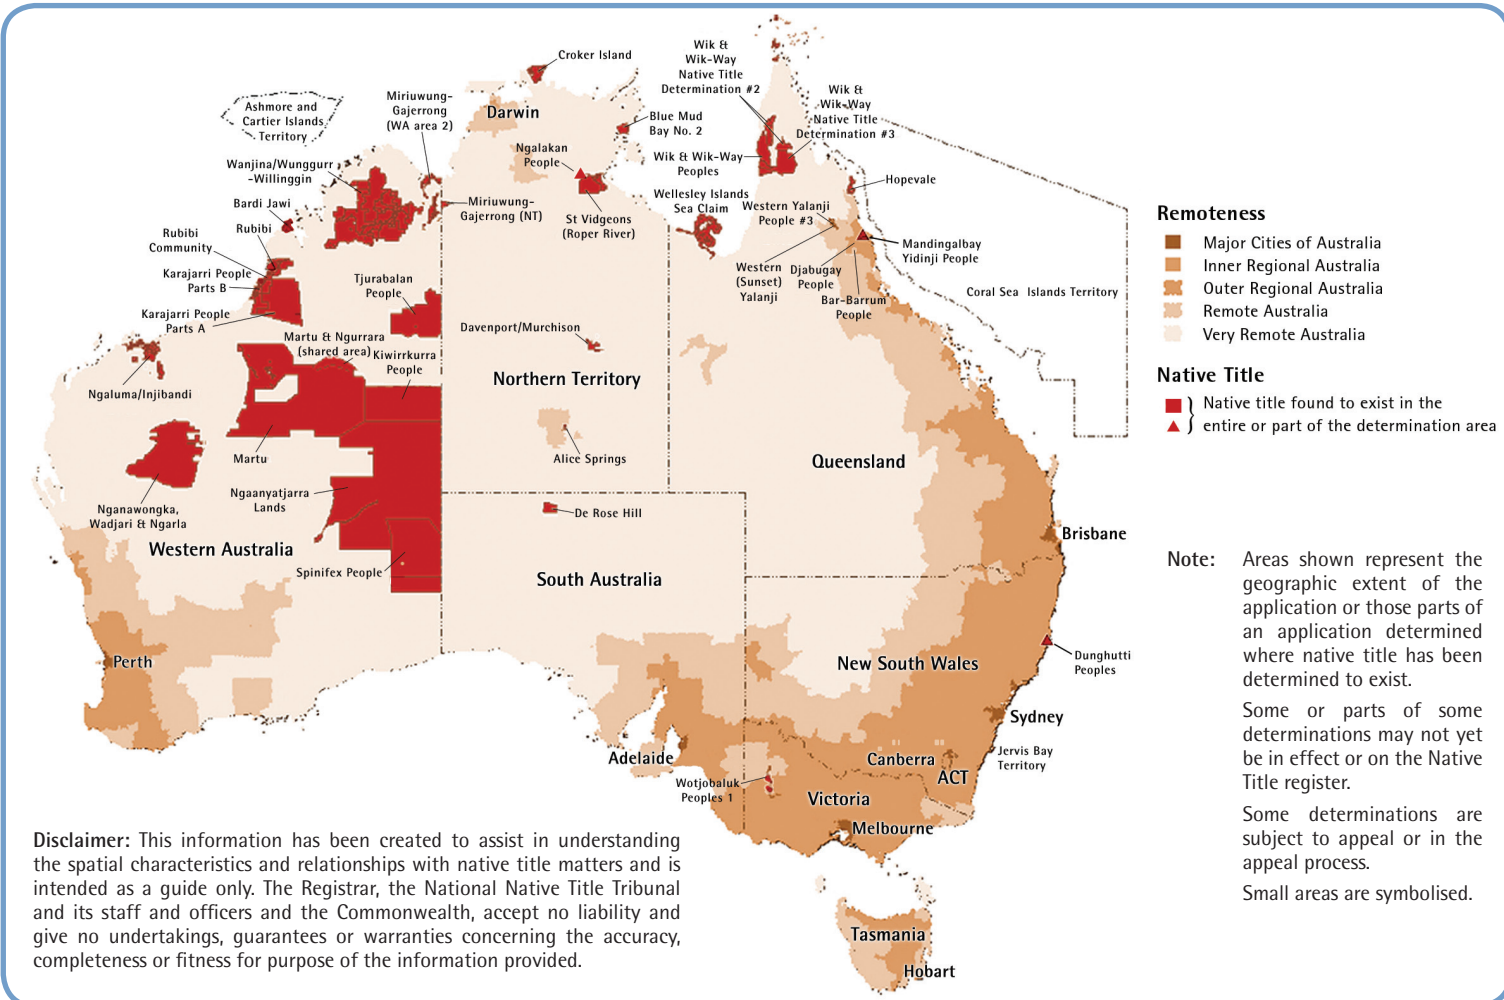 Ashmore and
Cartier Islands
Territory
Croker Island
Miriuwung-
Gajerrong
(WA area 2)
Darwin
Wik &
Wik-Way
Native Title
Determination #2
Wik &
Wik-Way
Native Title
Determination #3
Blue Mud
Bay No. 2
Ngalakan
People
Wik & Wik-Way
Peoples
Wanjina/Wunggurr
-Willinggin
Bardi Jawi
Rubibi
Rubibi
Community
Karajarri People
Parts B
Karajarri People
Parts A
Miriuwung-
Gajerrong (NT)
St Vidgeons
(Roper River)
Wellesley Islands
Sea Claim
Hopevale
Western Yalanji
People #3
Mandingalbay
Yidinji People
Western
(Sunset)
Yalanji
Djabugay
People
Bar-Barrum
People
Coral Sea Islands Territory
Tjurabalan
People
Martu & Ngurrara
(shared area)
Kiwirrkurra
People
Davenport/Murchison
Northern Territory
Ngaluma/Injibandi
Martu
Alice Springs
Queensland
Nganawongka,
Wadjari & Ngarla
Ngaanyatjarra
Lands
De Rose Hill
Western Australia
Spinifex People
South Australia
Brisbane
Perth
New South Wales
Dunghutti
Peoples
Sydney
Adelaide
Canberra
ACT
Jervis Bay
Territory
Wotjobaluk
Peoples 1
Victoria
Melbourne
Tasmania
Hobart
Remoteness
Major Cities of Australia
Inner Regional Australia
Outer Regional Australia
Remote Australia
Very Remote Australia
Native Title
Native title found to exist in the
entire or part of the determination area
Note: Areas shown represent the
geographic extent of the
application or those parts of
an application determined
where native title has been
determined to exist.
Some or parts of some
determinations may not yet
be in effect or on the Native
Title register.
Some determinations are
subject to appeal or in the
appeal process.
Small areas are symbolised.
Disclaimer: This information has been created to assist in understanding
the spatial characteristics and relationships with native title matters and is
intended as a guide only. The Registrar, the National Native Title Tribunal
and its staff and officers and the Commonwealth, accept no liability and
give no undertakings, guarantees or warranties concerning the accuracy,
completeness or fitness for purpose of the information provided.